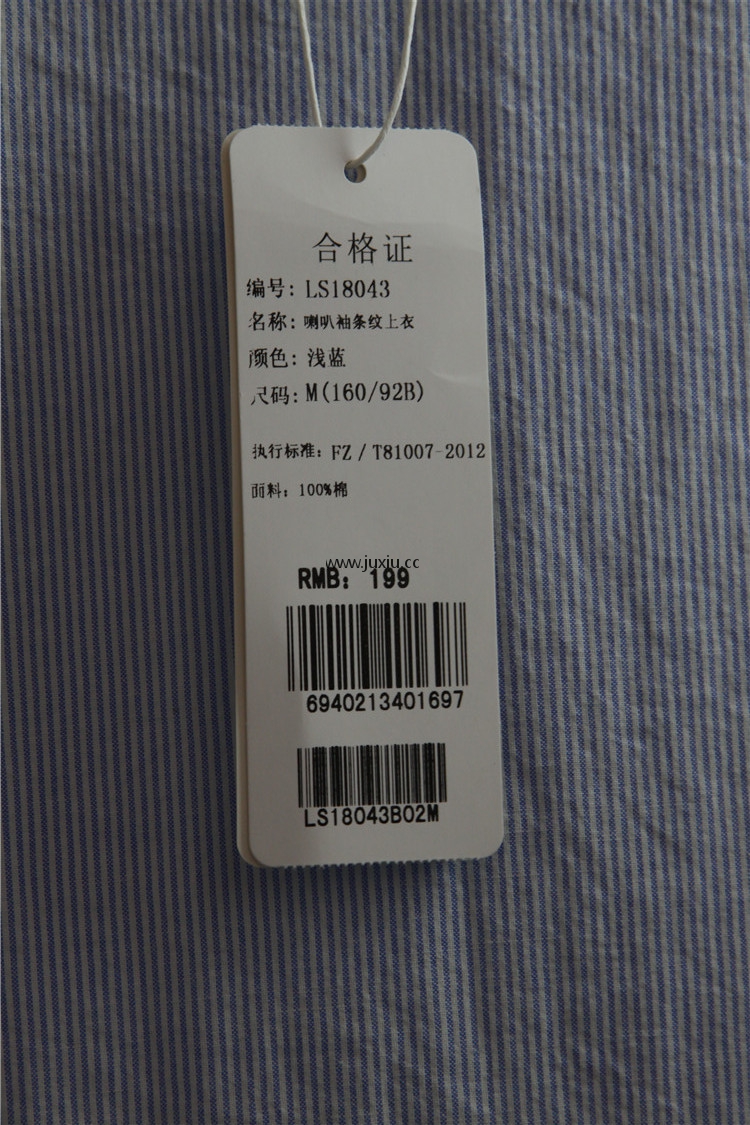 合格证
编号: LS18043
名称: 喇叭袖条纹上衣
颜色: 浅蓝
尺码: M(160/92B)
执行标准: FZ/T81007-2012
面料: 100%棉
www.juxiu.cc
RMB: 199
6940213401697
LS18043B02M